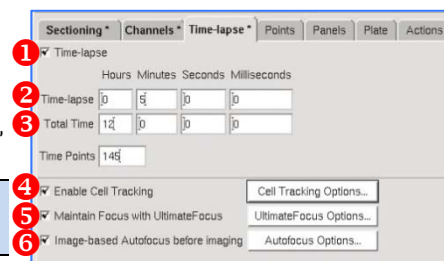 Sectioning * Channels * Time-lapse * Points Panels Plate Actions
1 Time-lapse
Hours Minutes Seconds Milliseconds
2 Time-lapse 0 5 0 0
3 Total Time 12 0 0 0
,
Time Points 145
4 Enable Cell Tracking Cell Tracking Options...
5 Maintain Focus with UltimateFocus UltimateFocus Options...
6 Image-based Autofocus before imaging Autofocus Options...